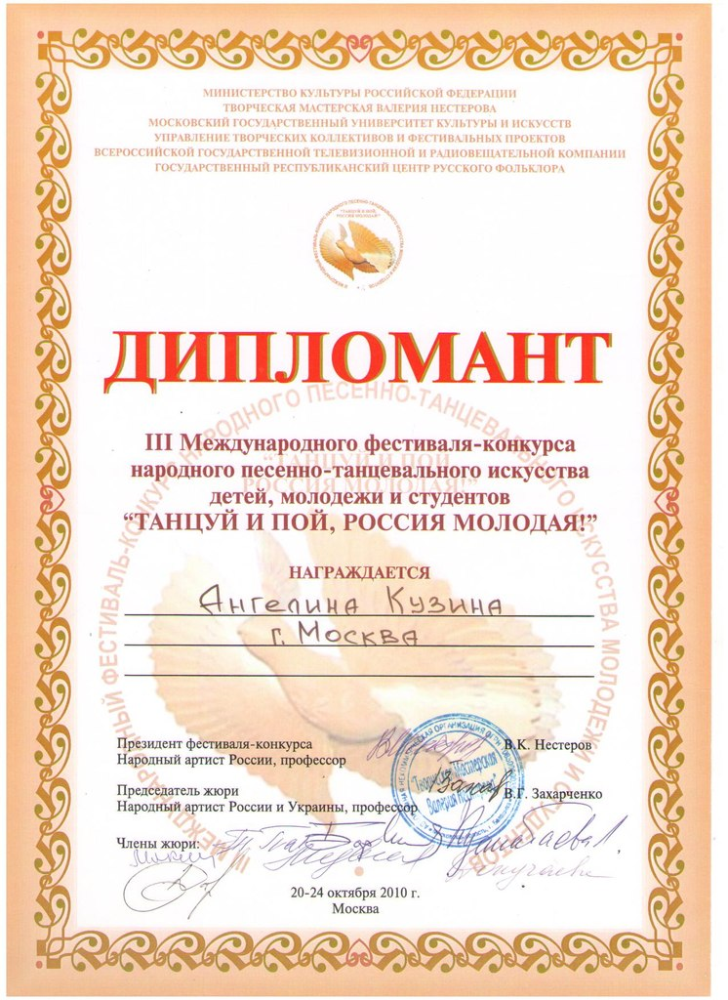 МИНИСТЕРСТВО КУЛЬТУРЫ РОССИЙСКОЙ ФЕДЕРАЦИИ
ТВОРЧЕСКАЯ МАСТЕРСКАЯ ВАЛЕРИЯ НЕСТЕРОВА
МОСКОВСКИЙ ГОСУДАРСТВЕННЫЙ УНИВЕРСИТЕТ КУЛЬТУРЫ И ИСКУССТВ
УПРАВЛЕНИЕ ТВОРЧЕСКИХ КОЛЛЕКТИВОВ И ФЕСТИВАЛЬНЫХ ПРОЕКТОВ
ВСЕРОССИЙСКОЙ ГОСУДАРСТВЕННОЙ ТЕЛЕВИЗИОННОЙ И РАДИОВЕЩАТЕЛЬНОЙ КОМПАНИИ
ГОСУДАРСТВЕННЫЙ РЕСПУБЛИКАНСКИЙ ЦЕНТР РУССКОГО ФОЛЬКЛОРА
ДИПЛОМАНТ
III Международного фестиваля-конкурса
народного песенно-танцевального искусства
детей, молодежи и студентов
“ТАНЦУЙ И ПОЙ, РОССИЯ МОЛОДАЯ!”
НАГРАЖДАЕТСЯ
Ангелина Кузина
г. Москва
Президент фестиваля-конкурса
Народный артист России, профессор
В.К. Нестеров
Председатель жюри
Народный артист России и Украины, профессор
В.Г. Захарченко
Члены жюри:
20-24 октября 2010 г.
Москва